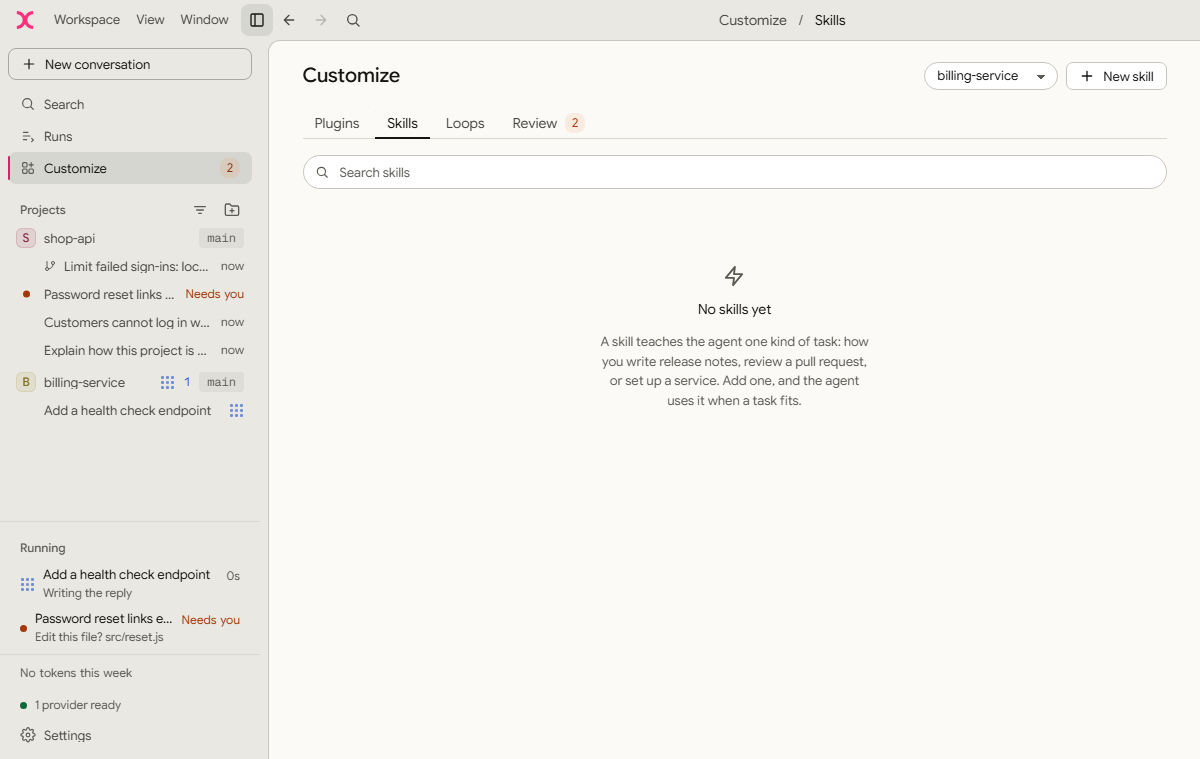 Workspace View Window
Customize / Skills
New conversation
Search
Runs
Customize 2
Projects
S shop-api main
Limit failed sign-ins: loc... now
Password reset links ... Needs you
Customers cannot log in w... now
Explain how this project is ... now
B billing-service 1 main
Add a health check endpoint
Running
Add a health check endpoint 0s
Writing the reply
Password reset links e... Needs you
Edit this file? src/reset.js
No tokens this week
1 provider ready
Settings
Customize
billing-service
New skill
Plugins Skills Loops Review 2
Search skills
No skills yet
A skill teaches the agent one kind of task: how
you write release notes, review a pull request,
or set up a service. Add one, and the agent
uses it when a task fits.